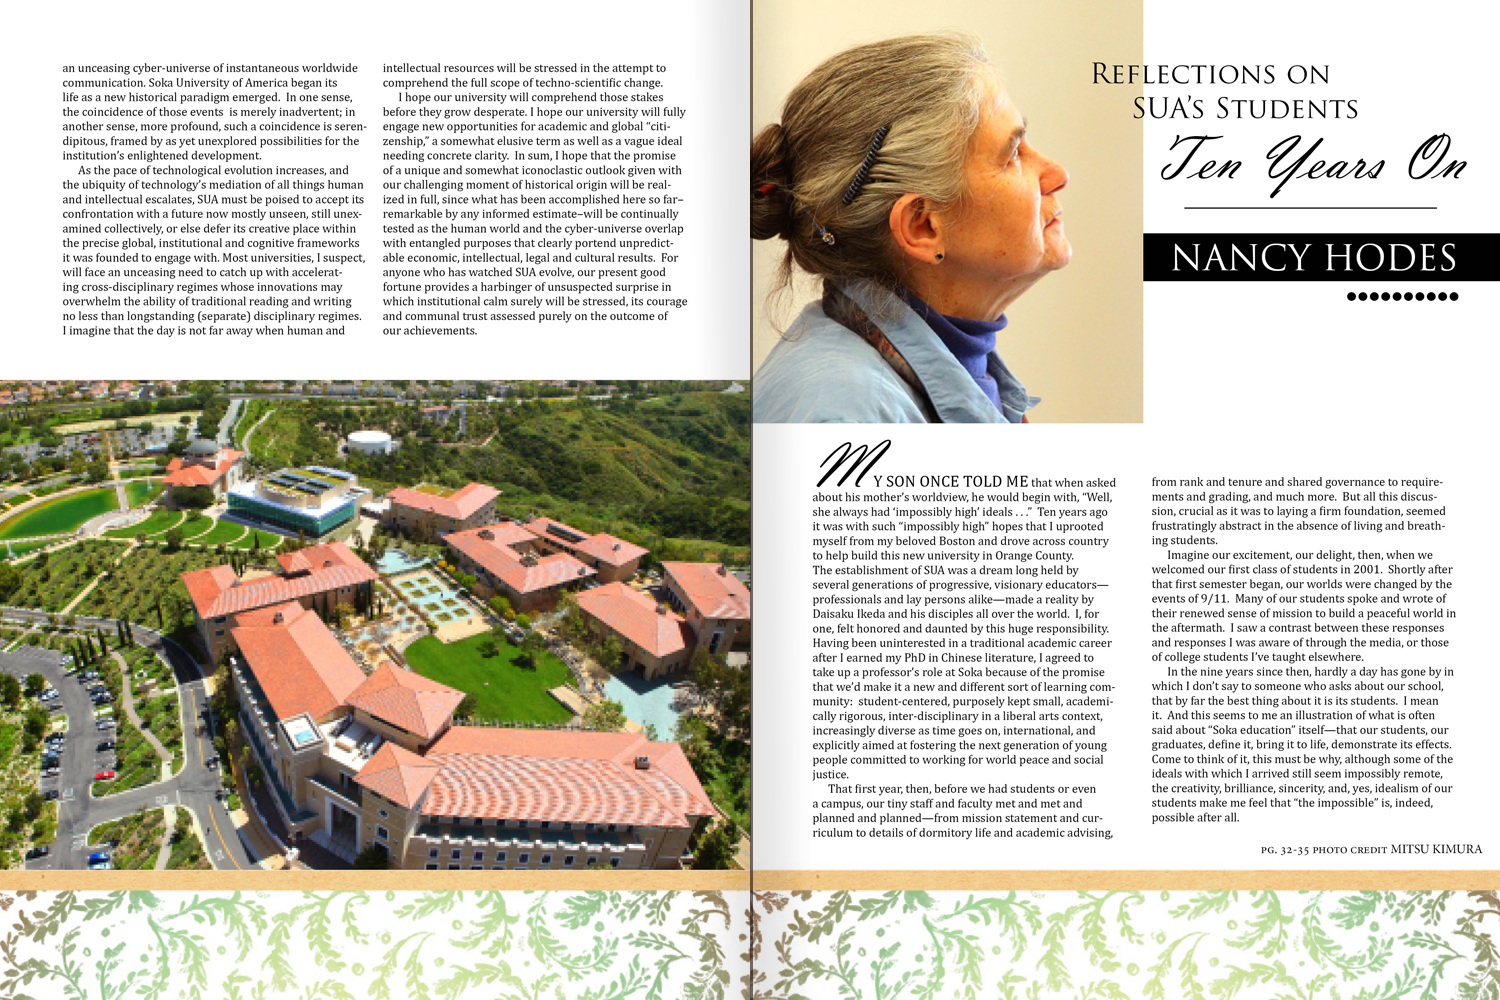 an unceasing cyber-universe of instantaneous worldwide
communication. Soka University of America began its
life as a new historical paradigm emerged.  In one sense,
the coincidence of those events  is merely inadvertent; in
another sense, more profound, such a coincidence is seren-
dipitous, framed by as yet unexplored possibilities for the
institution's enlightened development.
As the pace of technological evolution increases, and
the ubiquity of technology's mediation of all things human
and intellectual escalates, SUA must be poised to accept its
confrontation with a future now mostly unseen, still unex-
amined collectively, or else defer its creative place within
the precise global, institutional and cognitive frameworks
it was founded to engage with. Most universities, I suspect,
will face an unceasing need to catch up with accelerat-
ing cross-disciplinary regimes whose innovations may
overwhelm the ability of traditional reading and writing
no less than longstanding (separate) disciplinary regimes.
I imagine that the day is not far away when human and
intellectual resources will be stressed in the attempt to
comprehend the full scope of techno-scientific change.
I hope our university will comprehend those stakes
before they grow desperate. I hope our university will fully
engage new opportunities for academic and global "citi-
zenship," a somewhat elusive term as well as a vague ideal
needing concrete clarity.  In sum, I hope that the promise
of a unique and somewhat iconoclastic outlook given with
our challenging moment of historical origin will be real-
ized in full, since what has been accomplished here so far–
remarkable by any informed estimate–will be continually
tested as the human world and the cyber-universe overlap
with entangled purposes that clearly portend unpredict-
able economic, intellectual, legal and cultural results.  For
anyone who has watched SUA evolve, our present good
fortune provides a harbinger of unsuspected surprise in
which institutional calm surely will be stressed, its courage
and communal trust assessed purely on the outcome of
our achievements.
Reflections on
SUA's Students
Ten Years On
NANCY HODES
MY SON ONCE TOLD ME that when asked
about his mother's worldview, he would begin with, "Well,
she always had 'impossibly high' ideals . . ."  Ten years ago
it was with such "impossibly high" hopes that I uprooted
myself from my beloved Boston and drove across country
to help build this new university in Orange County.
The establishment of SUA was a dream long held by
several generations of progressive, visionary educators—
professionals and lay persons alike—made a reality by
Daisaku Ikeda and his disciples all over the world.  I, for
one, felt honored and daunted by this huge responsibility.
Having been uninterested in a traditional academic career
after I earned my PhD in Chinese literature, I agreed to
take up a professor's role at Soka because of the promise
that we'd make it a new and different sort of learning com-
munity:  student-centered, purposely kept small, academi-
cally rigorous, inter-disciplinary in a liberal arts context,
increasingly diverse as time goes on, international, and
explicitly aimed at fostering the next generation of young
people committed to working for world peace and social
justice.
That first year, then, before we had students or even
a campus, our tiny staff and faculty met and met and
planned and planned—from mission statement and cur-
riculum to details of dormitory life and academic advising,
from rank and tenure and shared governance to require-
ments and grading, and much more.  But all this discus-
sion, crucial as it was to laying a firm foundation, seemed
frustratingly abstract in the absence of living and breath-
ing students.
Imagine our excitement, our delight, then, when we
welcomed our first class of students in 2001.  Shortly after
that first semester began, our worlds were changed by the
events of 9/11.  Many of our students spoke and wrote of
their renewed sense of mission to build a peaceful world in
the aftermath.  I saw a contrast between these responses
and responses I was aware of through the media, or those
of college students I've taught elsewhere.
In the nine years since then, hardly a day has gone by in
which I don't say to someone who asks about our school,
that by far the best thing about it is its students.  I mean
it.  And this seems to me an illustration of what is often
said about "Soka education" itself—that our students, our
graduates, define it, bring it to life, demonstrate its effects.
Come to think of it, this must be why, although some of the
ideals with which I arrived still seem impossibly remote,
the creativity, brilliance, sincerity, and, yes, idealism of our
students make me feel that "the impossible" is, indeed,
possible after all.
PG. 32-35 PHOTO CREDIT MITSU KIMURA